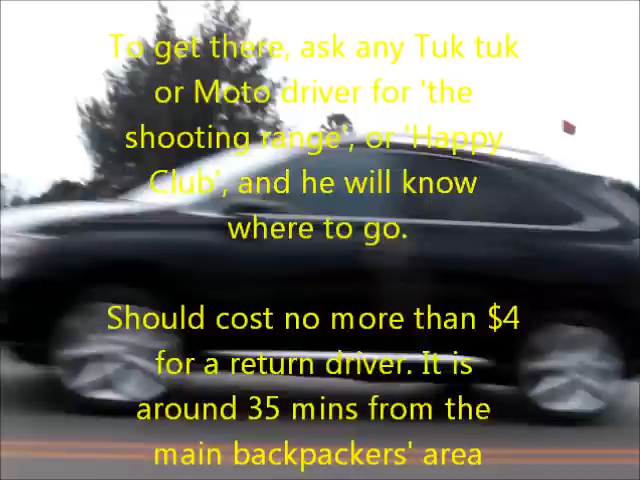 To get there, ask any Tuk tuk
or Moto driver for 'the
shooting range', or 'Happy
Club', and he will know
where to go.
Should cost no more than $4
for a return driver. It is
around 35 mins from the
main backpackers' area